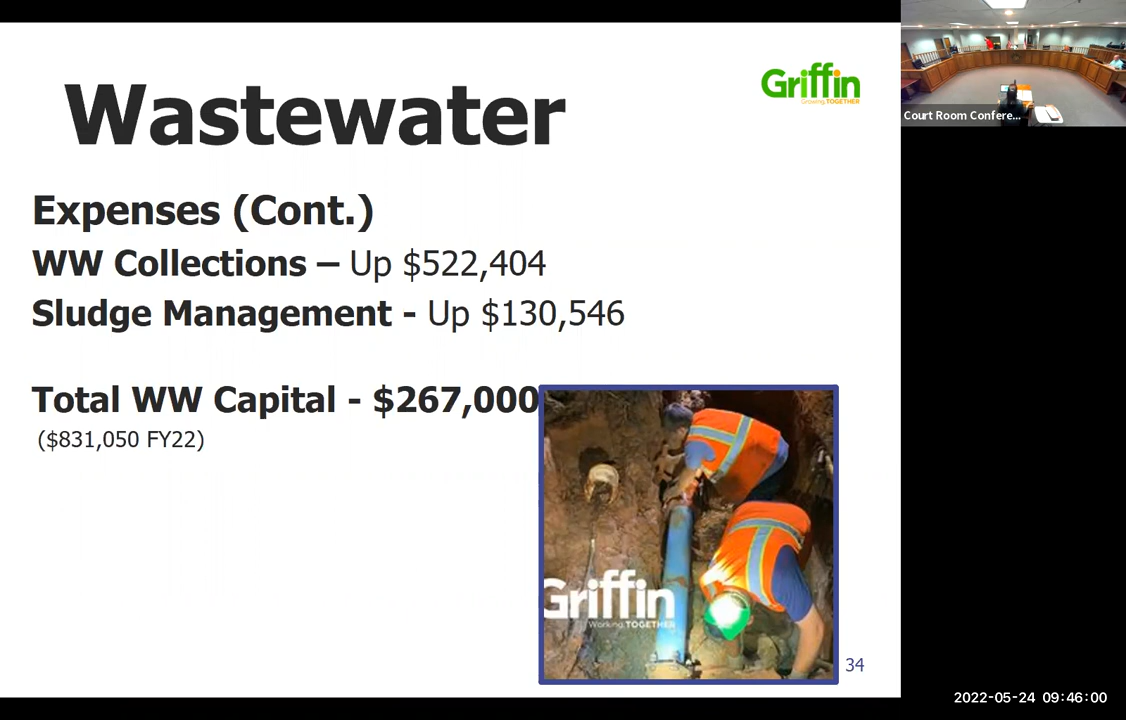 Wastewater
Griffin
Growing TOGETHER
Expenses (Cont.)
WW Collections – Up $522,404
Sludge Management - Up $130,546
Total WW Capital - $267,000
($831,050 FY22)
Griffin
Working TOGETHER
34
Court Room Confere...
2022-05-24 09:46:00